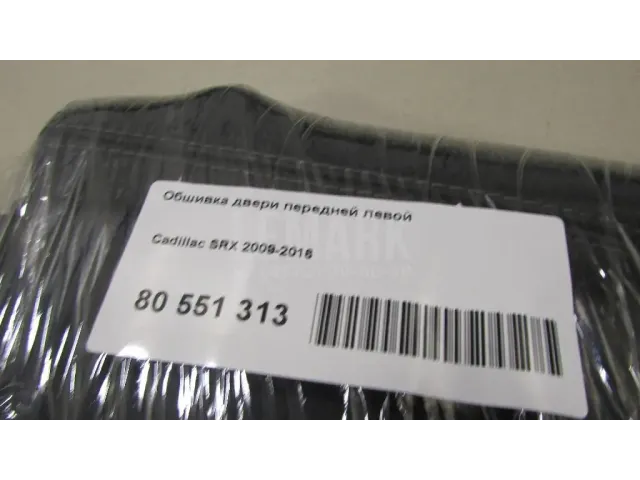 Обшивка двери передней левой
Cadillac SRX 2009-2016
80 551 313